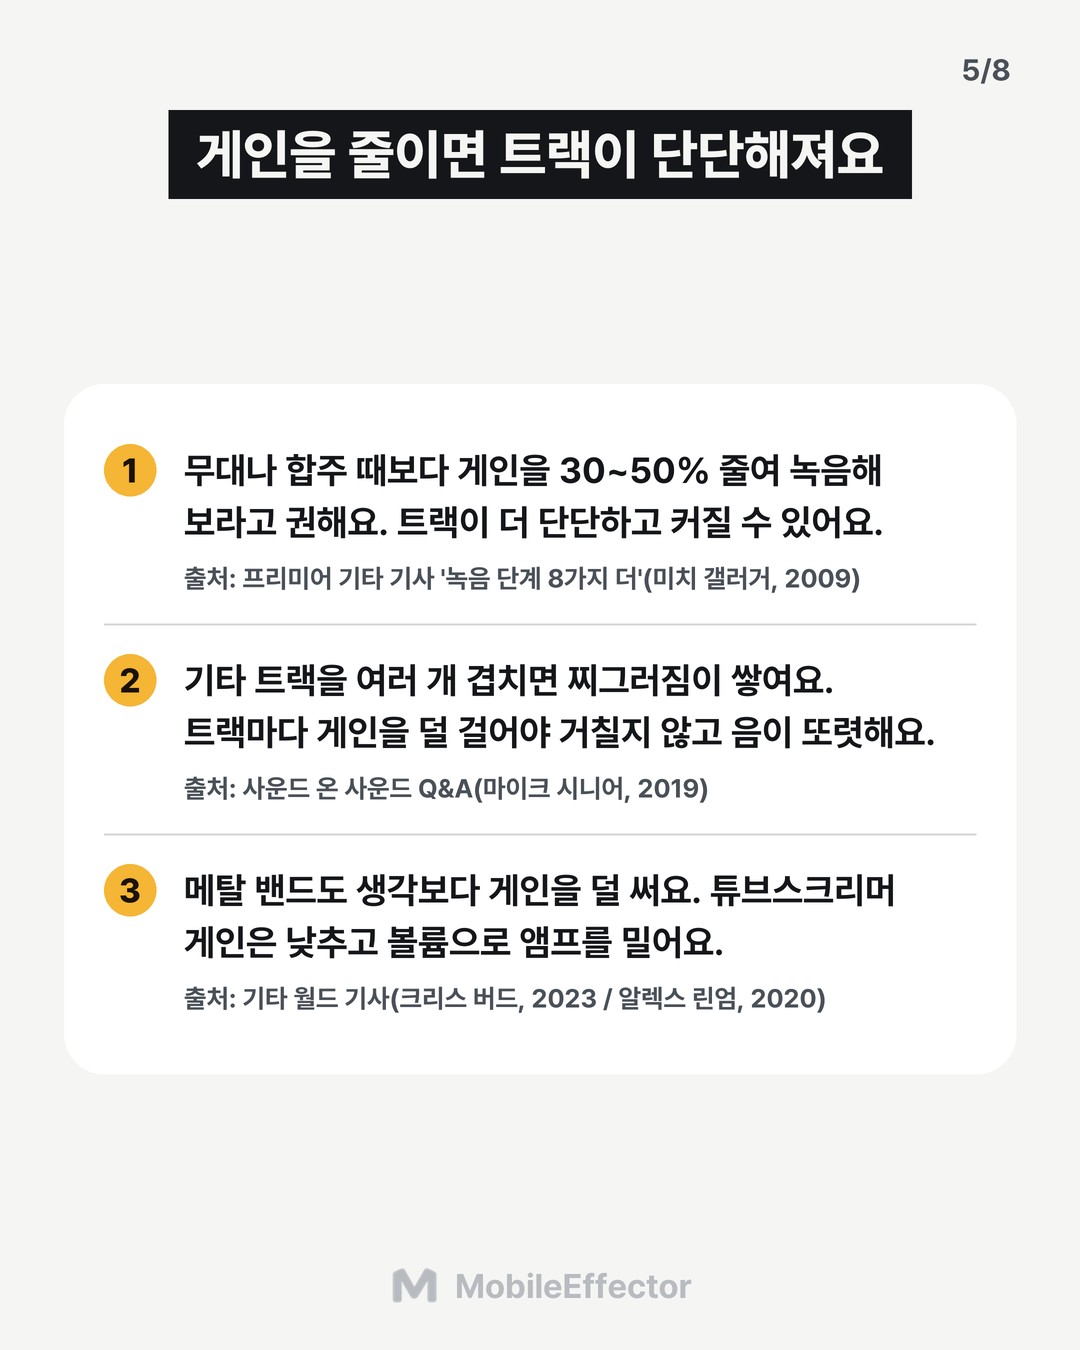 5/8
게인을 줄이면 트랙이 단단해져요
1 무대나 합주 때보다 게인을 30~50% 줄여 녹음해
보라고 권해요. 트랙이 더 단단하고 커질 수 있어요.
출처: 프리미어 기타 기사 '녹음 단계 8가지 더'(미치 갤러거, 2009)
2 기타 트랙을 여러 개 겹치면 찌그러짐이 쌓여요.
트랙마다 게인을 덜 걸어야 거칠지 않고 음이 또렷해요.
출처: 사운드 온 사운드 Q&A(마이크 시니어, 2019)
3 메탈 밴드도 생각보다 게인을 덜 써요. 튜브스크리머
게인은 낮추고 볼륨으로 앰프를 밀어요.
출처: 기타 월드 기사(크리스 버드, 2023 / 알렉스 린엄, 2020)
MobileEffector